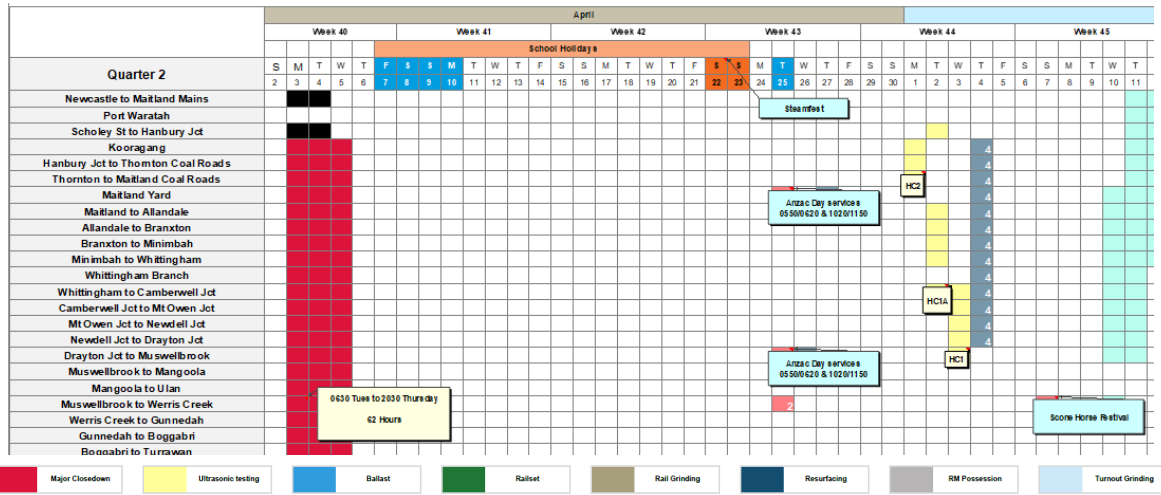 April
Week 40 Week 41 Week 42 Week 43 Week 44 Week 45
School Holidays
Quarter 2
S M T W T F S S M T W T F S S M T W T F S S M T W T F S S M T W T F S S M T W T
2 3 4 5 6 7 8 9 10 11 12 13 14 15 16 17 18 19 20 21 22 23 24 25 26 27 28 29 30 1 2 3 4 5 6 7 8 9 10 11
Newcastle to Maitland Mains
Steamfest
Port Waratah
Scholey St to Hanbury Jct
Kooragang 4
Hanbury Jct to Thornton Coal Roads 4
Thornton to Maitland Coal Roads 4
HC2
Maitland Yard 4
Anzac Day services
0550/0620 & 1020/1150
Maitland to Allandale 4
Allandale to Branxton 4
Branxton to Minimbah 4
Minimbah to Whittingham 4
Whittingham Branch 4
Whittingham to Camberwell Jct 4
HC1A
Camberwell Jct to Mt Owen Jct 4
Mt Owen Jct to Newdell Jct 4
Newdell Jct to Drayton Jct 4
Drayton Jct to Muswellbrook
Anzac Day services
0550/0620 & 1020/1150
HC1
Muswellbrook to Mangoola
Mangoola to Ulan
0630 Tues to 2030 Thursday
62 Hours
Muswellbrook to Werris Creek 2
Scone Horse Festival
Werris Creek to Gunnedah
Gunnedah to Boggabri
Boggabri to Turrawan
Major Closedown Ultrasonic testing Ballast Railset Rail Grinding Resurfacing RM Possession Turnout Grinding